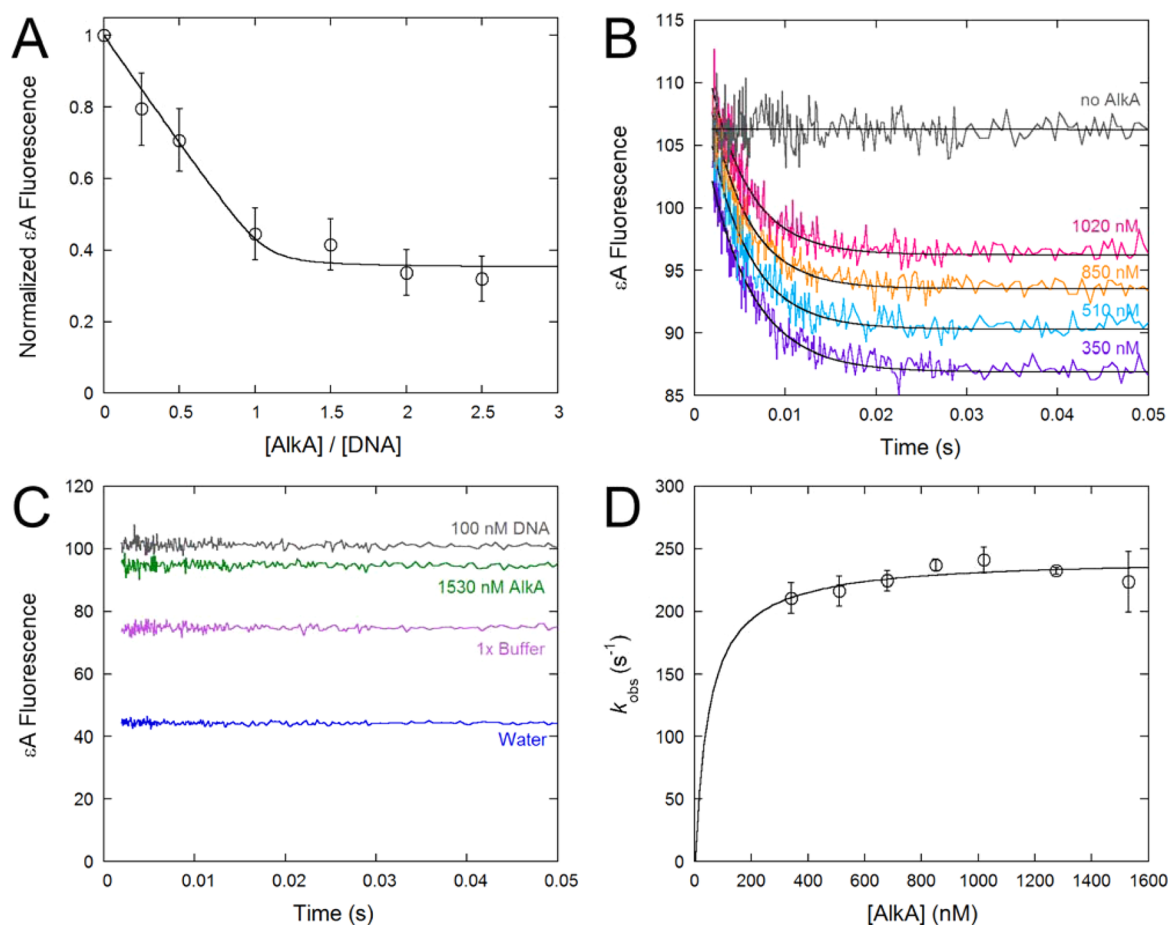 A
Normalized εA Fluorescence
1
0.8
0.6
0.4
0.2
0
0 0.5 1 1.5 2 2.5 3
[AlkA] / [DNA]
B
εA Fluorescence
115
110
105
100
95
90
85
no AlkA
1020 nM
850 nM
510 nM
350 nM
0 0.01 0.02 0.03 0.04 0.05
Time (s)
C
εA Fluorescence
120
100
80
60
40
20
0
100 nM DNA
1530 nM AlkA
1x Buffer
Water
0 0.01 0.02 0.03 0.04 0.05
Time (s)
D
kobs (s-1)
300
250
200
150
100
50
0
0 200 400 600 800 1000 1200 1400 1600
[AlkA] (nM)